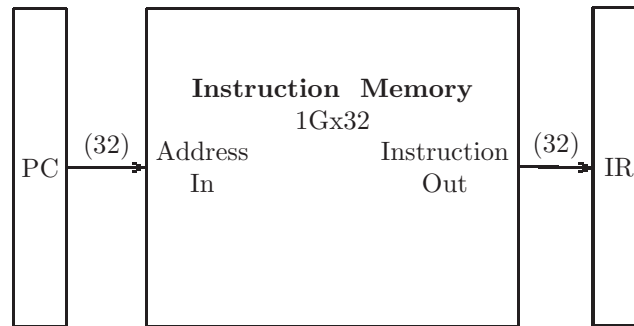 Instruction Memory
1Gx32
(32)
(32)
Address
Instruction
PC
In
Out
IR